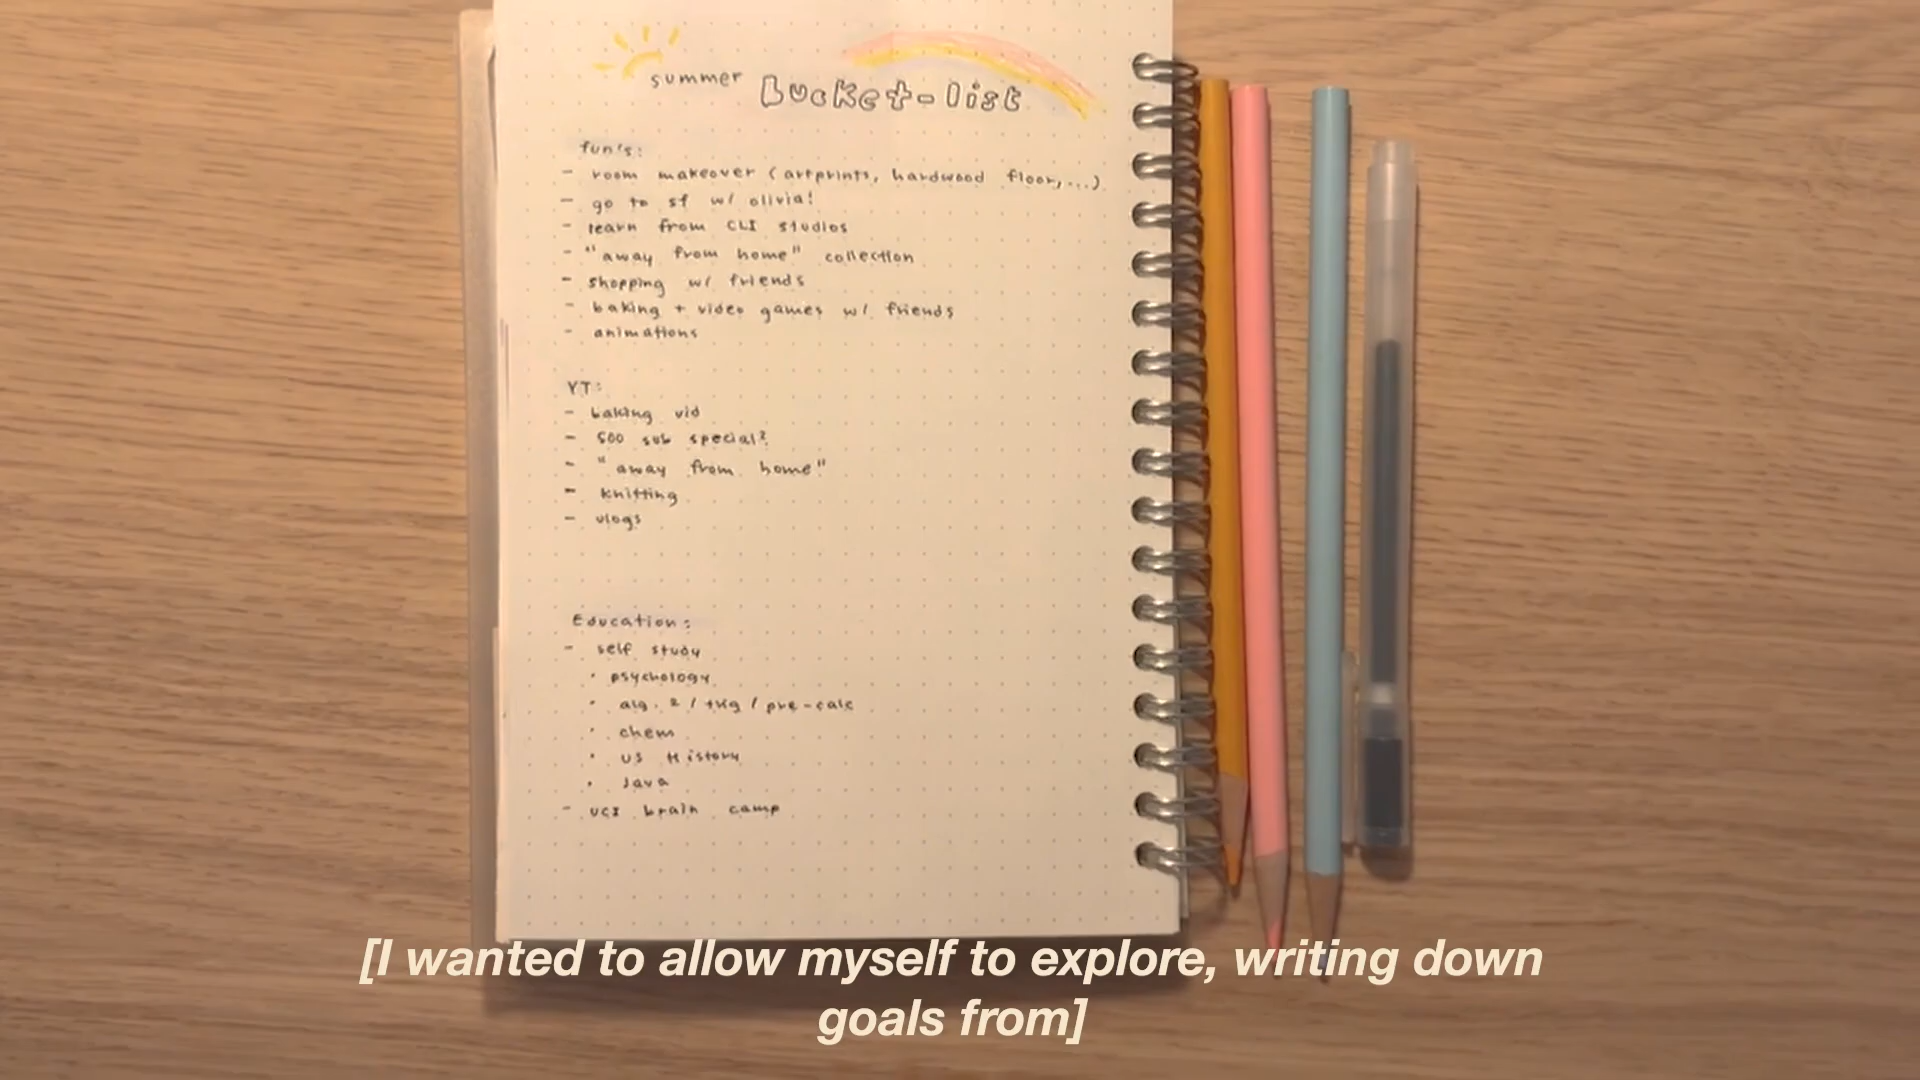 summer bucket-list
fun's:
- room makeover (artprints, hardwood floor,...)
- go to sf w/ olivia!
- learn from CLI studios
- "away from home" collection
- shopping w/ friends
- baking + video games w/ friends
- animations
YT:
- baking vid
- 500 sub special?
- "away from home"
- knitting
- vlogs
Education:
- self study
· psychology
· alg. 2 / trig / pre-calc
· chem
· US History
· Java
- UCI brain camp
[I wanted to allow myself to explore, writing down
goals from]